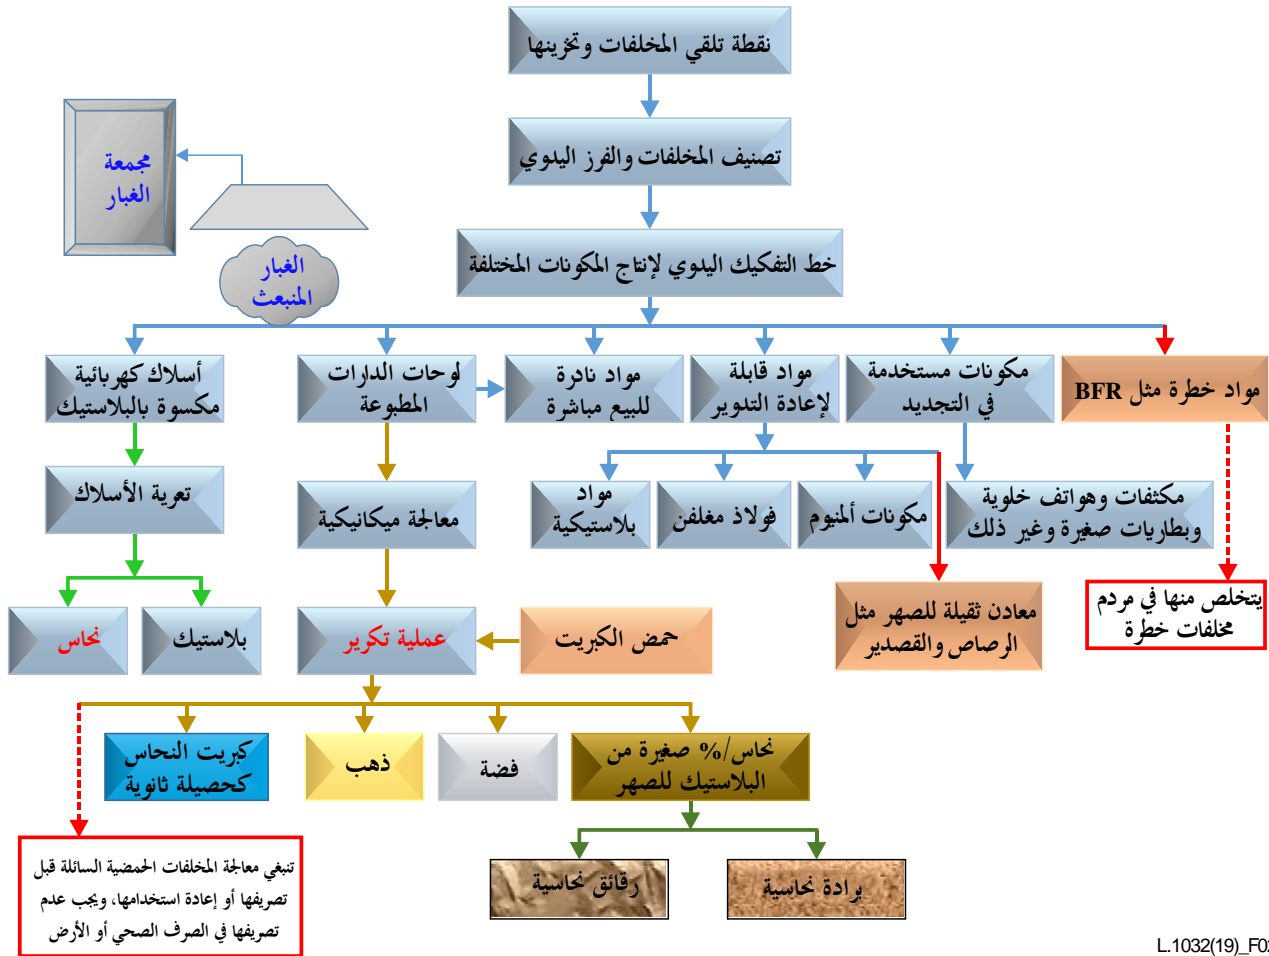 نقطة تلقي المخلفات وتخزينها
تصنيف المخلفات والفرز اليدوي
مجمعة
الغبار
خط التفكيك اليدوي لإنتاج المكونات المختلفة
الغبار
المنبعث
أسلاك كهربائية
مكسوة بالبلاستيك
لوحات الدارات
المطبوعة
مواد نادرة
للبيع مباشرة
مواد قابلة
لإعادة التدوير
مكونات مستخدمة
في التجديد
مواد خطرة مثل BFR
تعرية الأسلاك
معالجة ميكانيكية
مواد
بلاستيكية
فولاذ مغلفن
مكونات ألمنيوم
مكثفات وهواتف خلوية
وبطاريات صغيرة وغير ذلك
نحاس
بلاستيك
عملية تكرير
حمض الكبريت
معادن ثقيلة للصهر مثل
الرصاص والقصدير
يتخلص منها في مردم
مخلفات خطرة
كبريت النحاس
كحصيلة ثانوية
ذهب
فضة
نحاس/% صغيرة من
البلاستيك للصهر
تنبغي معالجة المخلفات الحمضية السائلة قبل
تصريفها أو إعادة استخدامها، ويجب عدم
تصريفها في الصرف الصحي أو الأرض
رقائق نحاسية
برادة نحاسية
L.1032(19)_F02